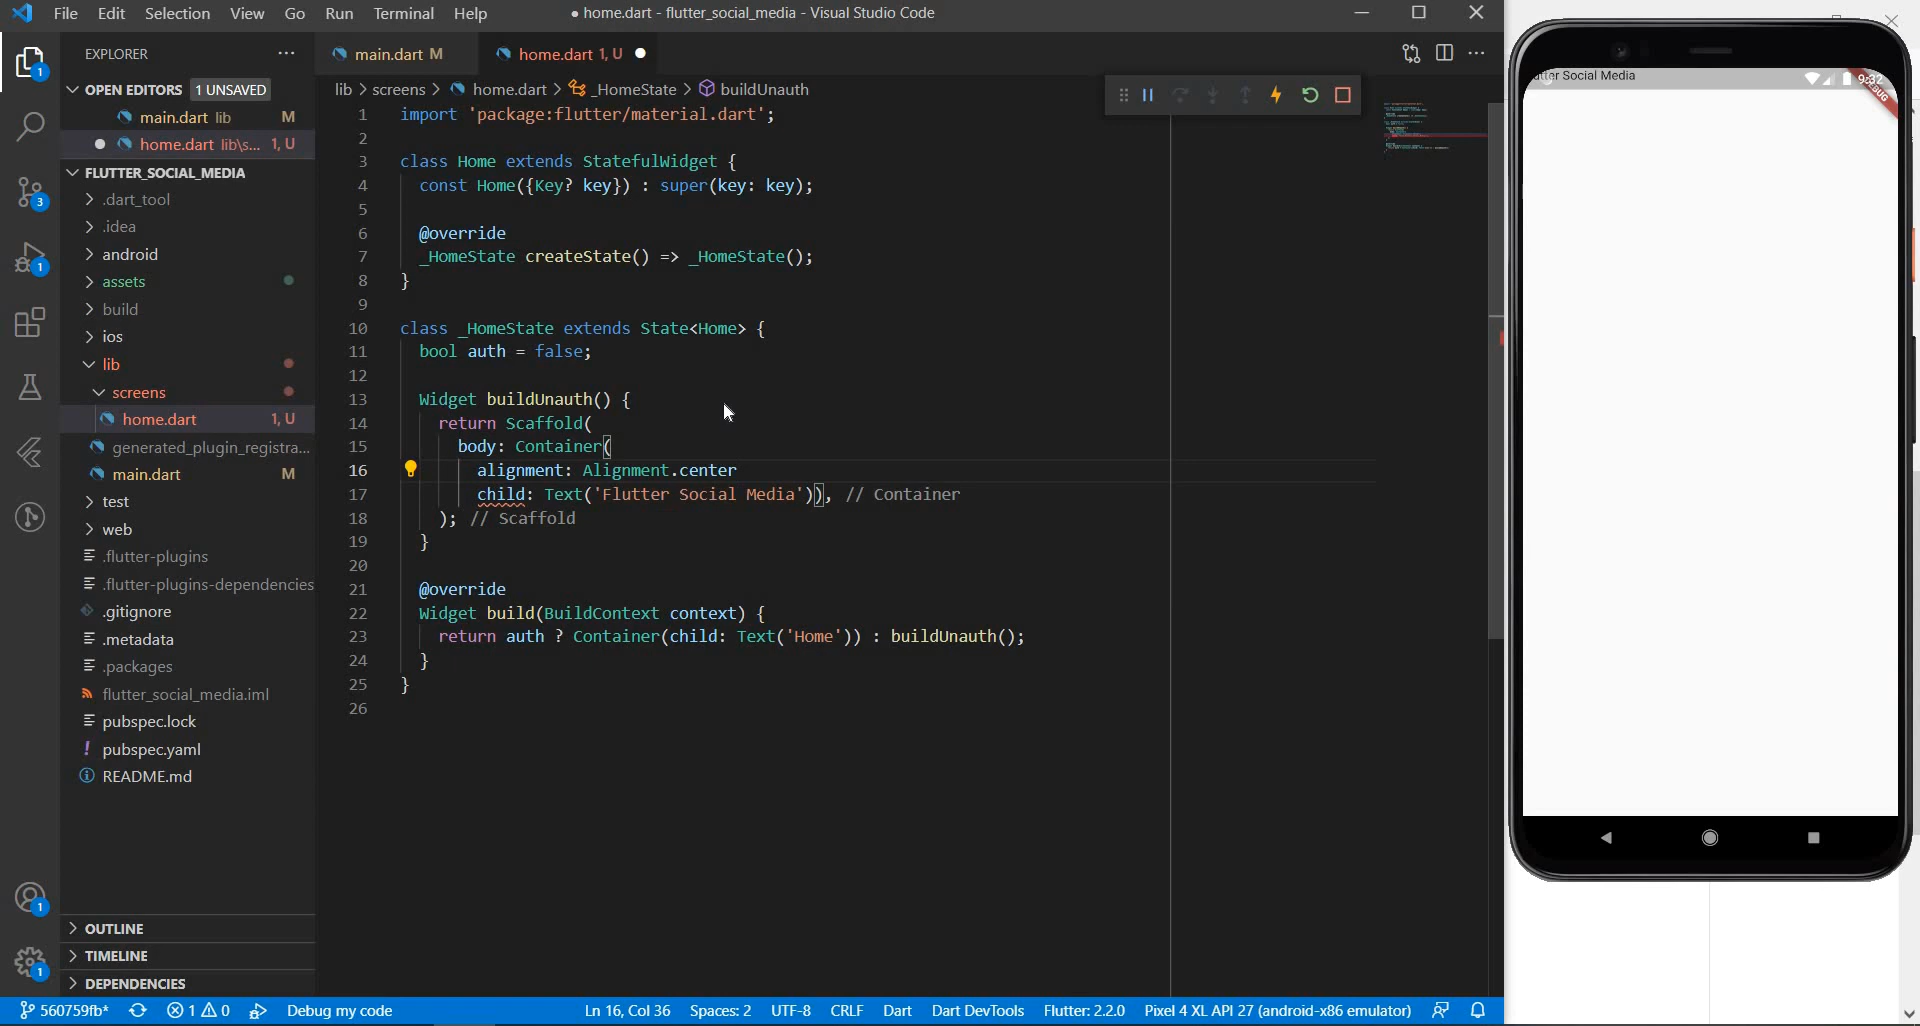 File Edit Selection View Go Run Terminal Help ● home.dart - flutter_social_media - Visual Studio Code
EXPLORER
OPEN EDITORS 1 UNSAVED
main.dart lib M
home.dart lib\s... 1, U
FLUTTER_SOCIAL_MEDIA
.dart_tool
.idea
android
assets
build
ios
lib
screens
home.dart 1, U
generated_plugin_registra...
main.dart M
test
web
.flutter-plugins
.flutter-plugins-dependencies
.gitignore
.metadata
.packages
flutter_social_media.iml
pubspec.lock
pubspec.yaml
README.md
OUTLINE
TIMELINE
DEPENDENCIES
main.dart M home.dart 1, U
lib > screens > home.dart > _HomeState > buildUnauth
1 import 'package:flutter/material.dart';
2
3 class Home extends StatefulWidget {
4 const Home({Key? key}) : super(key: key);
5
6 @override
7 _HomeState createState() => _HomeState();
8 }
9
10 class _HomeState extends State<Home> {
11 bool auth = false;
12
13 Widget buildUnauth() {
14 return Scaffold(
15 body: Container(
16 alignment: Alignment.center
17 child: Text('Flutter Social Media')), // Container
18 ); // Scaffold
19 }
20
21 @override
22 Widget build(BuildContext context) {
23 return auth ? Container(child: Text('Home')) : buildUnauth();
24 }
25 }
26
1
3
1
1
1
utter Social Media 9:32
DEBUG
560759fb* 1 0 Debug my code Ln 16, Col 36 Spaces: 2 UTF-8 CRLF Dart Dart DevTools Flutter: 2.2.0 Pixel 4 XL API 27 (android-x86 emulator)